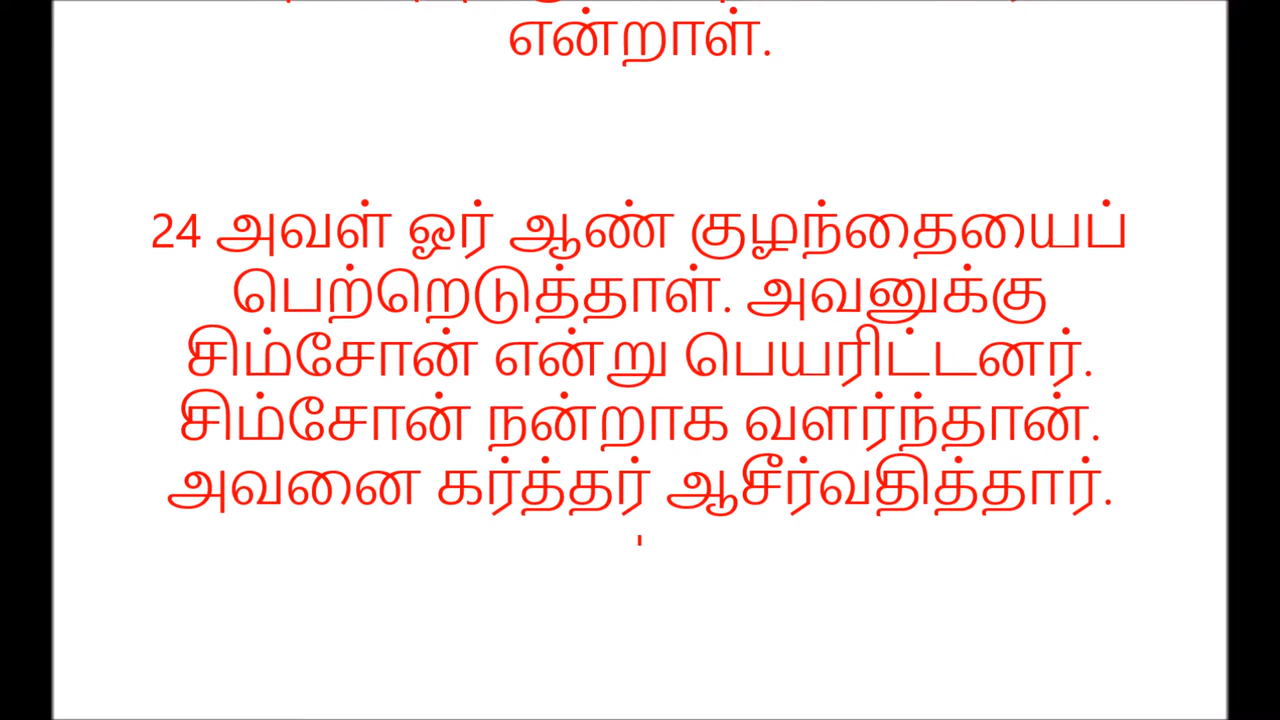 என்றாள்.
24 அவள் ஓர் ஆண் குழந்தையைப்
பெற்றெடுத்தாள். அவனுக்கு
சிம்சோன் என்று பெயரிட்டனர்.
சிம்சோன் நன்றாக வளர்ந்தான்.
அவனை கர்த்தர் ஆசீர்வதித்தார்.
'